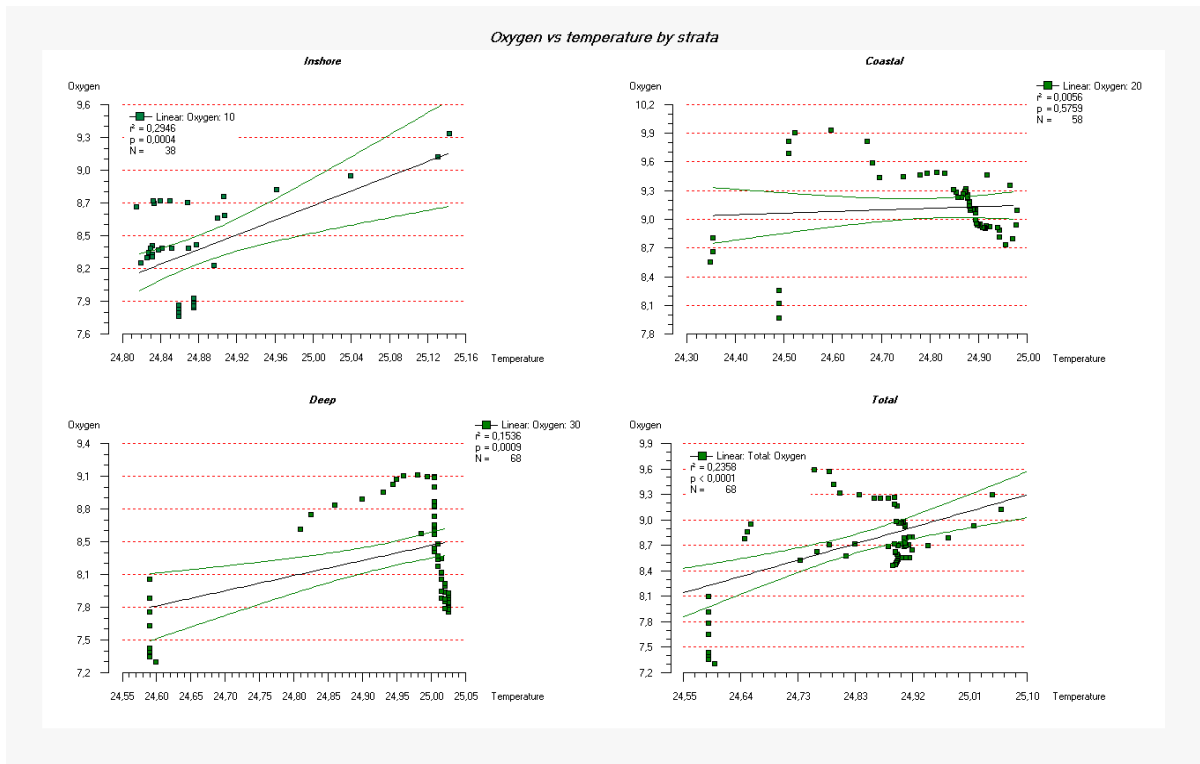 Oxygen vs temperature by strata
Inshore
Oxygen
9,6
9,3
9,0
8,7
8,4
8,1
7,9
7,6
Linear: Oxygen: 10
r² = 0,2946
p = 0,0004
N = 38
24,80 24,84 24,88 24,92 24,96 25,00 25,04 25,08 25,12 25,16 Temperature
Coastal
Oxygen
10,2
9,9
9,6
9,3
9,0
8,7
8,4
8,1
7,8
Linear: Oxygen: 20
r² = 0,0056
p = 0,5759
N = 58
24,30 24,40 24,50 24,60 24,70 24,80 24,90 25,00 Temperature
Deep
Oxygen
9,4
9,1
8,8
8,5
8,1
7,8
7,5
7,2
Linear: Oxygen: 30
r² = 0,1536
p = 0,0009
N = 68
24,55 24,60 24,65 24,70 24,75 24,80 24,85 24,90 24,95 25,00 25,05 Temperature
Total
Oxygen
9,9
9,6
9,3
9,0
8,7
8,4
8,1
7,8
7,5
7,2
Linear: Total: Oxygen
r² = 0,2358
p < 0,0001
N = 68
24,55 24,64 24,73 24,83 24,92 25,01 25,10 Temperature